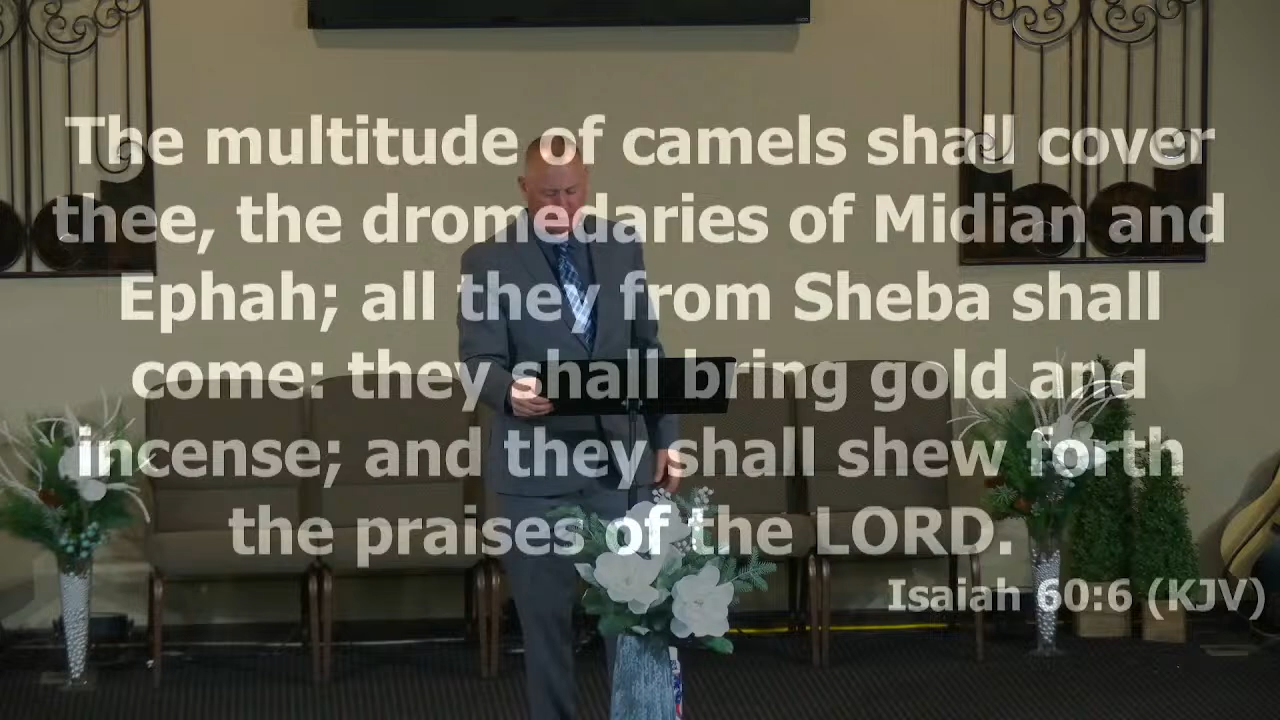 The multitude of camels shall cover
thee, the dromedaries of Midian and
Ephah; all they from Sheba shall
come: they shall bring gold and
incense; and they shall shew forth
the praises of the LORD.
Isaiah 60:6 (KJV)